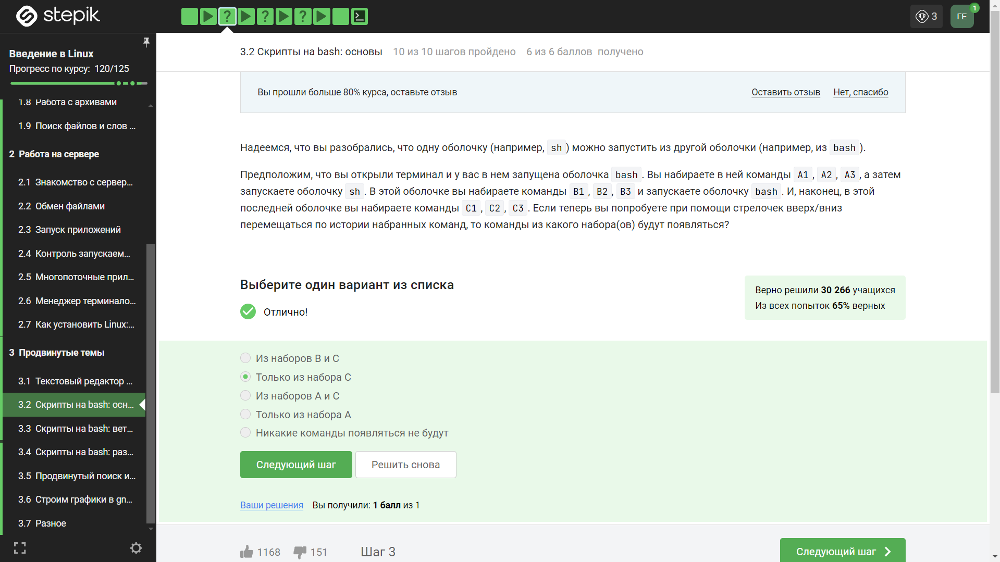 stepik
3
ГЕ
1
Введение в Linux
Прогресс по курсу: 120/125
1.8 Работа с архивами
1.9 Поиск файлов и слов ...
2 Работа на сервере
2.1 Знакомство с сервер...
2.2 Обмен файлами
2.3 Запуск приложений
2.4 Контроль запускаем...
2.5 Многопоточные прил...
2.6 Менеджер терминало...
2.7 Как установить Linux:...
3 Продвинутые темы
3.1 Текстовый редактор ...
3.2 Скрипты на bash: осн...
3.3 Скрипты на bash: вет...
3.4 Скрипты на bash: раз...
3.5 Продвинутый поиск и...
3.6 Строим графики в gn...
3.7 Разное
3.2 Скрипты на bash: основы 10 из 10 шагов пройдено 6 из 6 баллов получено
Вы прошли больше 80% курса, оставьте отзыв Оставить отзыв Нет, спасибо
Надеемся, что вы разобрались, что одну оболочку (например, sh) можно запустить из другой оболочки (например, из bash).
Предположим, что вы открыли терминал и у вас в нем запущена оболочка bash. Вы набираете в ней команды A1, A2, A3, а затем
запускаете оболочку sh. В этой оболочке вы набираете команды B1, B2, B3 и запускаете оболочку bash. И, наконец, в этой
последней оболочке вы набираете команды C1, C2, C3. Если теперь вы попробуете при помощи стрелочек вверх/вниз
перемещаться по истории набранных команд, то команды из какого набора(ов) будут появляться?
Выберите один вариант из списка
Отлично!
Верно решили 30 266 учащихся
Из всех попыток 65% верных
Из наборов B и C
Только из набора C
Из наборов A и C
Только из набора A
Никакие команды появляться не будут
Следующий шаг Решить снова
Ваши решения Вы получили: 1 балл из 1
1168 151 Шаг 3 Следующий шаг